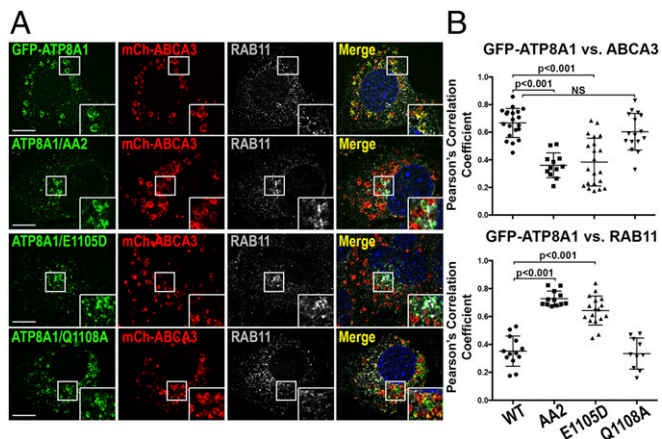 A
GFP-ATP8A1 mCh-ABCA3 RAB11 Merge
ATP8A1/AA2 mCh-ABCA3 RAB11 Merge
ATP8A1/E1105D mCh-ABCA3 RAB11 Merge
ATP8A1/Q1108A mCh-ABCA3 RAB11 Merge
B
GFP-ATP8A1 vs. ABCA3
p<0.001
p<0.001
NS
Pearson's Correlation
Coefficient
1.0
0.8
0.6
0.4
0.2
0.0
GFP-ATP8A1 vs. RAB11
p<0.001
p<0.001
Pearson's Correlation
Coefficient
1.0
0.8
0.6
0.4
0.2
0.0
WT AA2 E1105D Q1108A